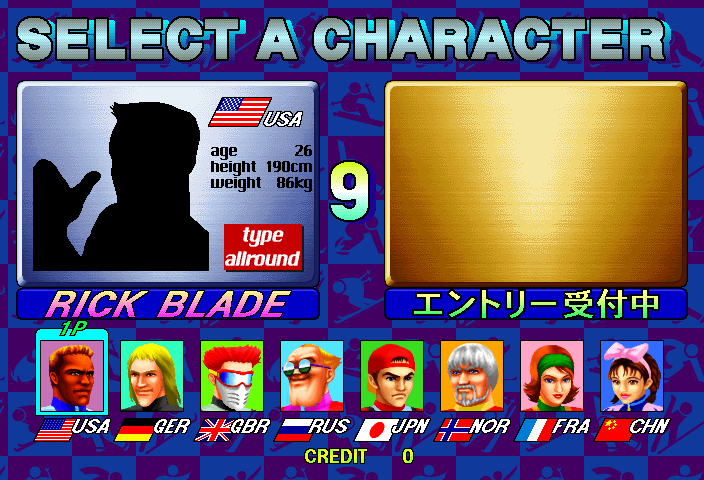 SELECT A CHARACTER
USA
age 26
height 190cm
weight 86kg
9
type
allround
RICK BLADE
エントリー受付中
1P
USA GER GBR RUS JPN NOR FRA CHN
CREDIT 0